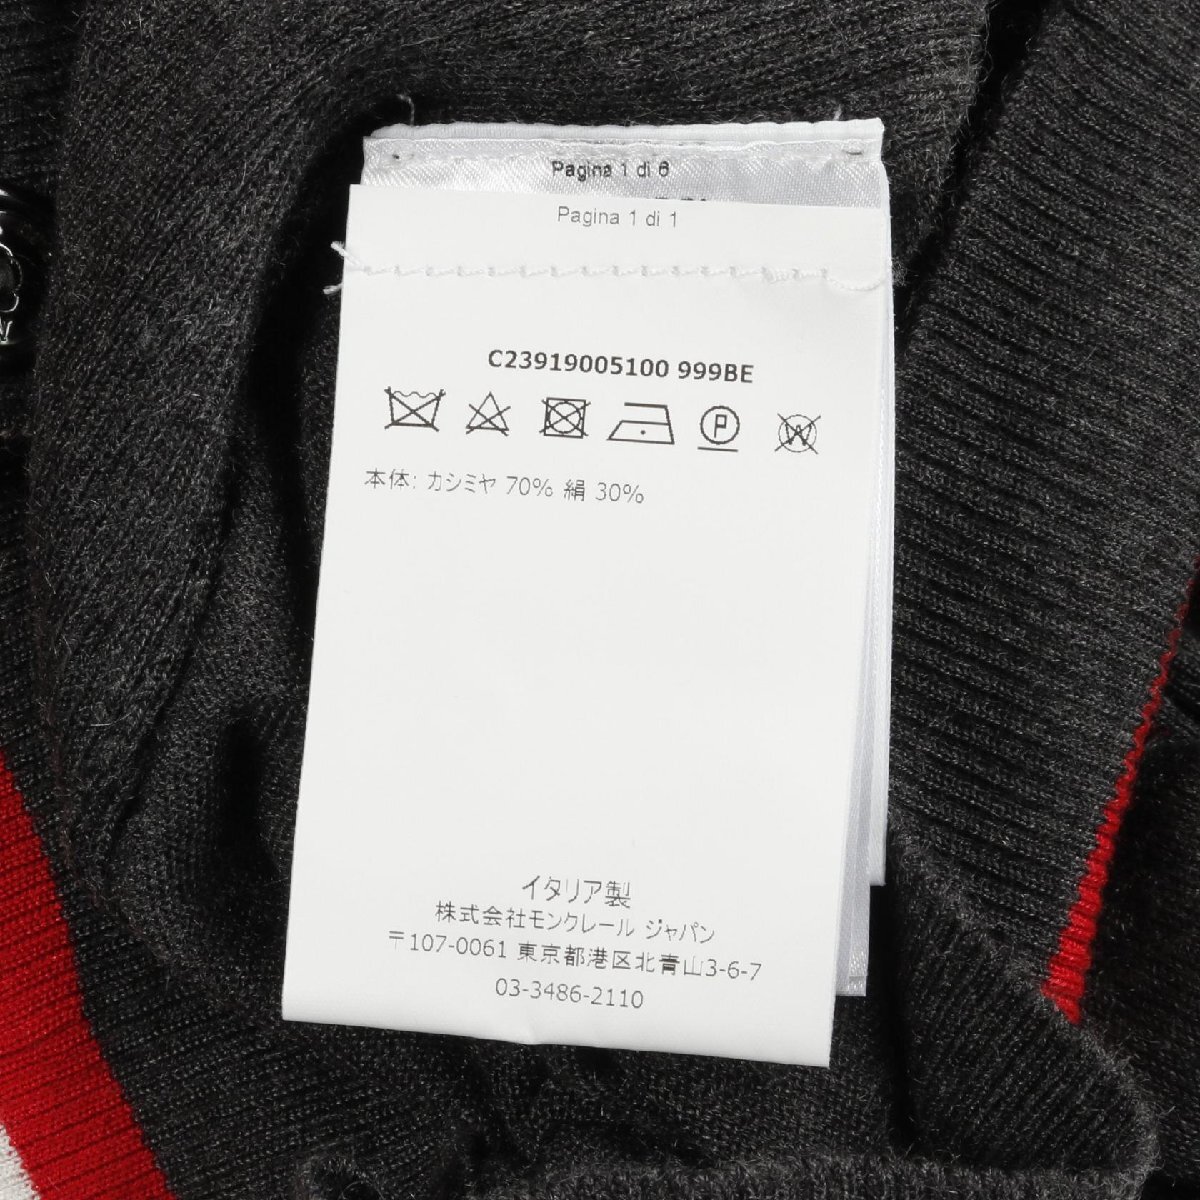 Pagina 1 di 6
Pagina 1 di 1
C23919005100 999BE
P
W
本体: カシミヤ 70% 絹 30%
イタリア製
株式会社モンクレール ジャパン
〒107-0061 東京都港区北青山3-6-7
03-3486-2110